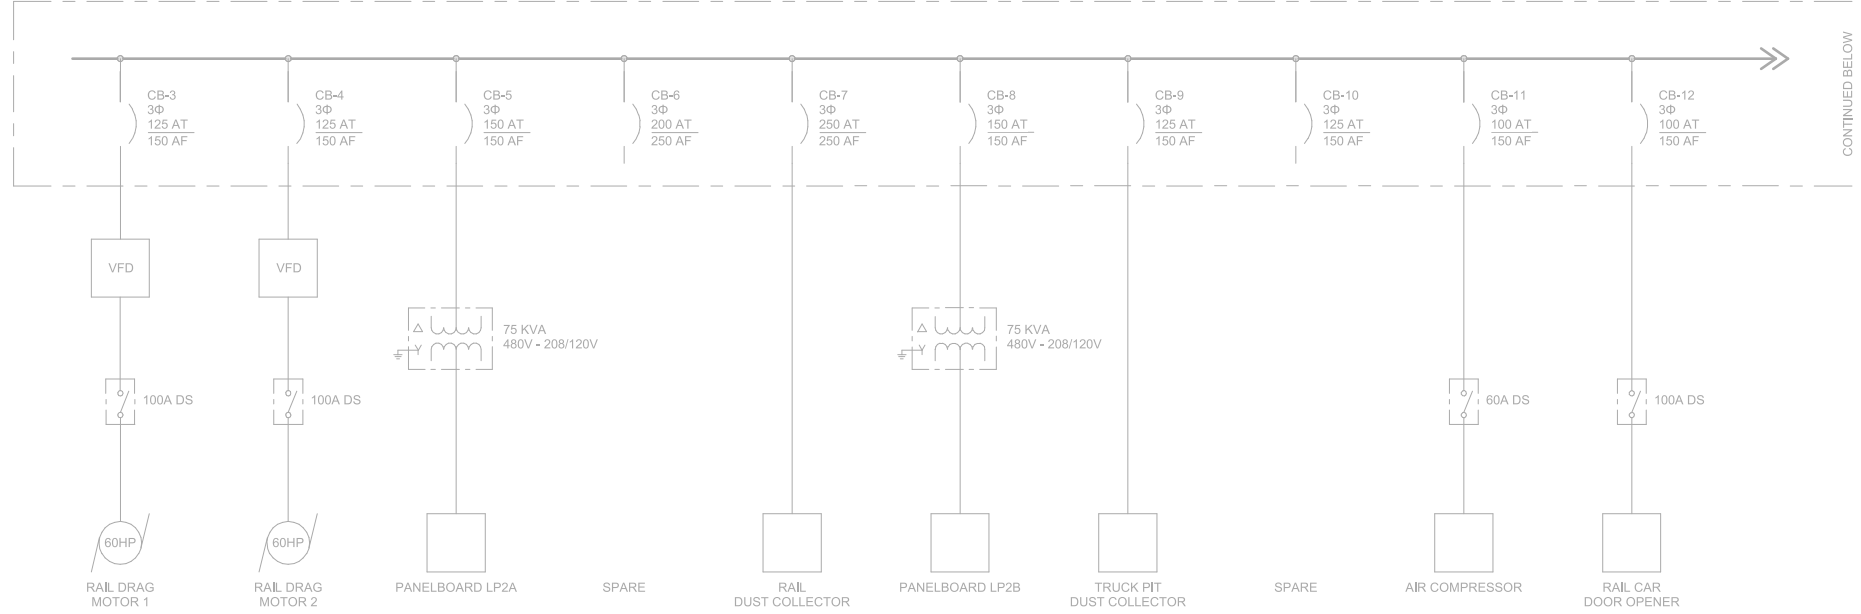 CONTINUED BELOW
CB-3
3Φ
125 AT
150 AF
CB-4
3Φ
125 AT
150 AF
CB-5
3Φ
150 AT
150 AF
CB-6
3Φ
200 AT
250 AF
CB-7
3Φ
250 AT
250 AF
CB-8
3Φ
150 AT
150 AF
CB-9
3Φ
125 AT
150 AF
CB-10
3Φ
125 AT
150 AF
CB-11
3Φ
100 AT
150 AF
CB-12
3Φ
100 AT
150 AF
VFD
VFD
75 KVA
480V - 208/120V
75 KVA
480V - 208/120V
100A DS
100A DS
60A DS
100A DS
60HP
60HP
RAIL DRAG
MOTOR 1
RAIL DRAG
MOTOR 2
PANELBOARD LP2A
SPARE
RAIL
DUST COLLECTOR
PANELBOARD LP2B
TRUCK PIT
DUST COLLECTOR
SPARE
AIR COMPRESSOR
RAIL CAR
DOOR OPENER